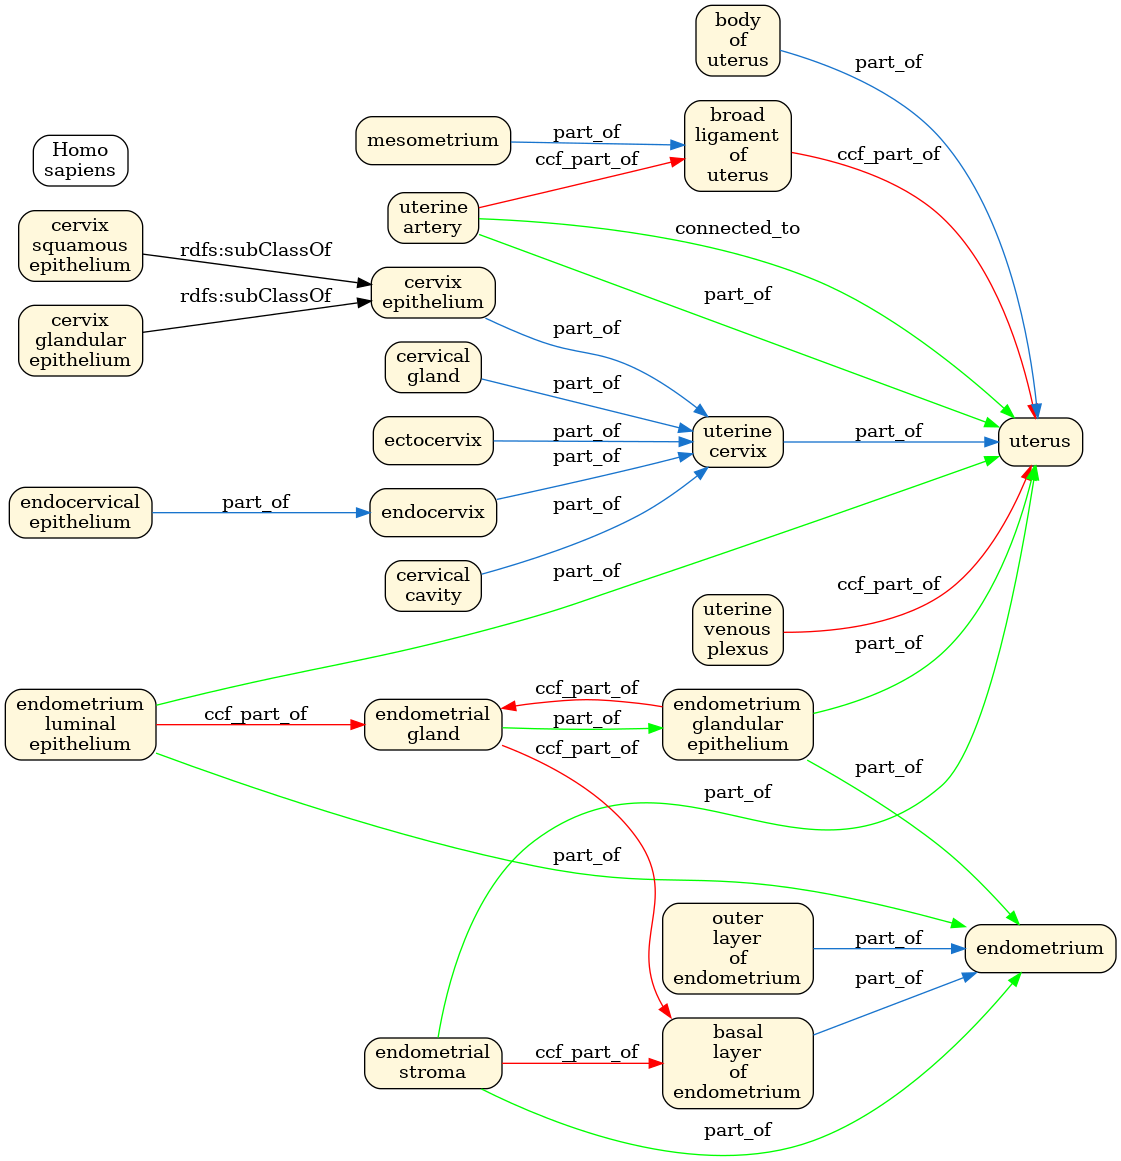 body
of
uterus
part_of
broad
ligament
of
uterus
mesometrium
part_of
Homo
sapiens
ccf_part_of
ccf_part_of
uterine
artery
connected_to
cervix
squamous
epithelium
rdfs:subClassOf
part_of
cervix
epithelium
rdfs:subClassOf
cervix
glandular
epithelium
part_of
cervical
gland
part_of
ectocervix
part_of
uterine
cervix
part_of
uterus
part_of
endocervical
epithelium
part_of
endocervix
part_of
cervical
cavity
part_of
ccf_part_of
uterine
venous
plexus
part_of
endometrium
luminal
epithelium
ccf_part_of
endometrial
gland
ccf_part_of
part_of
ccf_part_of
endometrium
glandular
epithelium
part_of
part_of
part_of
outer
layer
of
endometrium
part_of
endometrium
part_of
endometrial
stroma
ccf_part_of
basal
layer
of
endometrium
part_of